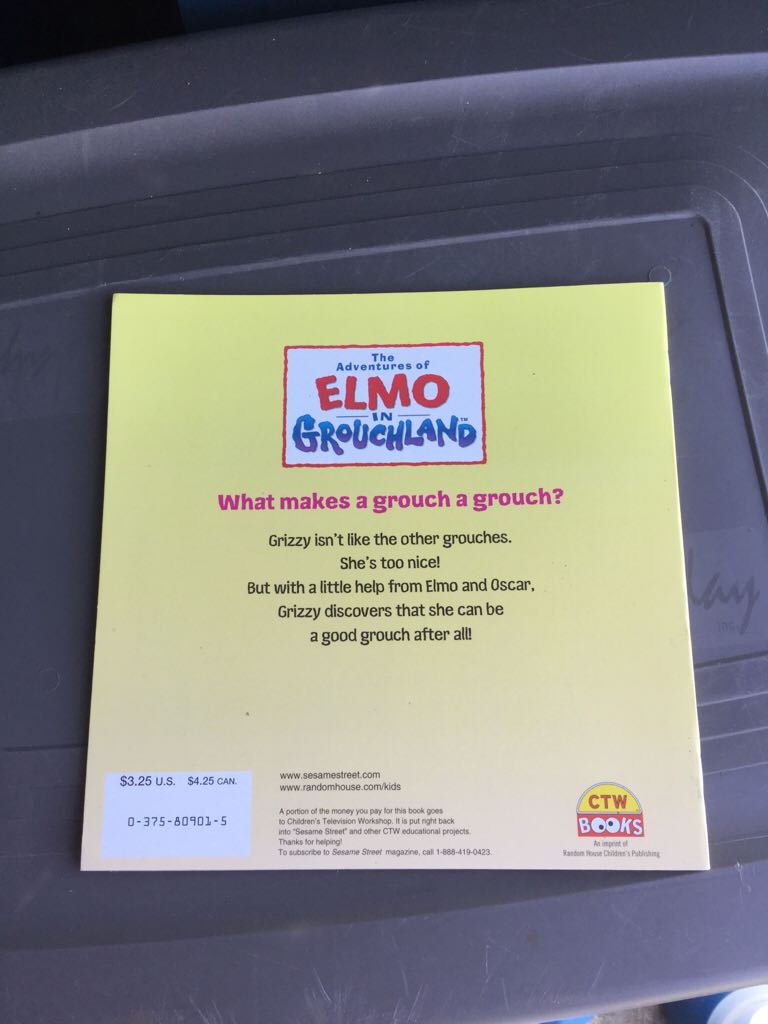 The
Adventures of
ELMO
IN
GROUCHLAND™
What makes a grouch a grouch?
Grizzy isn't like the other grouches.
She's too nice!
But with a little help from Elmo and Oscar,
Grizzy discovers that she can be
a good grouch after all!
$3.25 U.S. $4.25 CAN.
0-375-80901-5
www.sesamestreet.com
www.randomhouse.com/kids
A portion of the money you pay for this book goes
to Children's Television Workshop. It is put right back
into "Sesame Street" and other CTW educational projects.
Thanks for helping!
To subscribe to Sesame Street magazine, call 1-888-419-0423.
CTW
BOOKS
An imprint of
Random House Children's Publishing